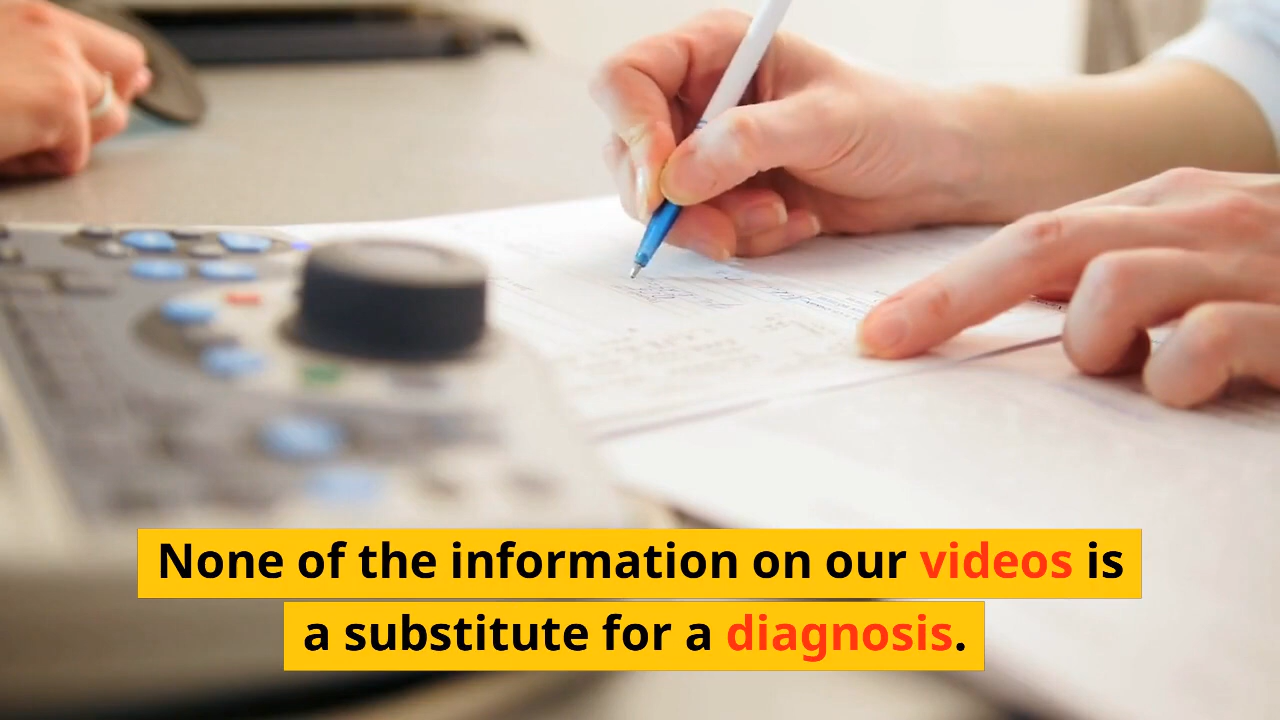 None of the information on our videos is
a substitute for a diagnosis.